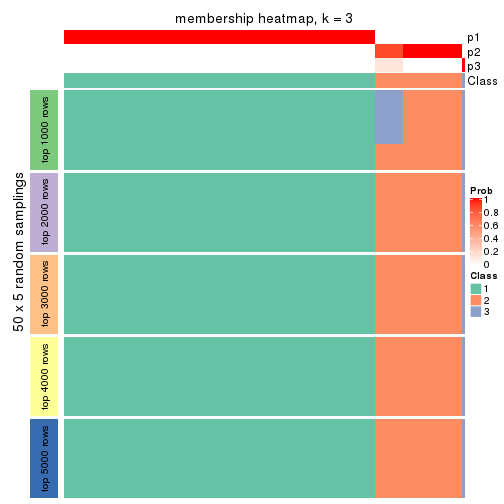 membership heatmap, k = 3
p1
p2
p3
Class
50 x 5 random samplings
top 1000 rows
top 2000 rows
top 3000 rows
top 4000 rows
top 5000 rows
Prob
1
0.8
0.6
0.4
0.2
0
Class
1
2
3